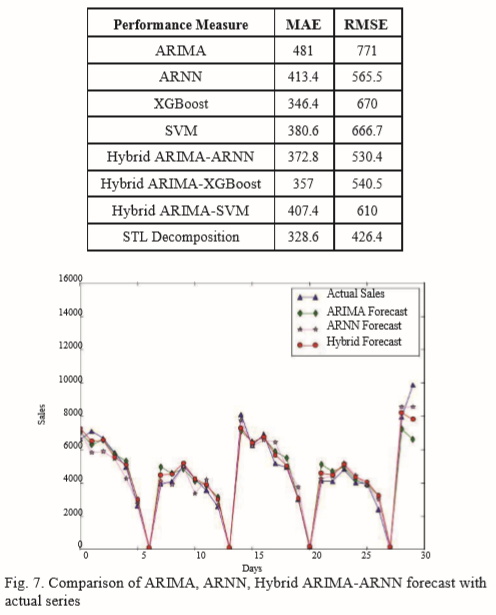 Performance Measure MAE RMSE
ARIMA 481 771
ARNN 413.4 565.5
XGBoost 346.4 670
SVM 380.6 666.7
Hybrid ARIMA-ARNN 372.8 530.4
Hybrid ARIMA-XGBoost 357 540.5
Hybrid ARIMA-SVM 407.4 610
STL Decomposition 328.6 426.4
16000
14000
12000
10000
8000
6000
4000
2000
0
Sales
Actual Sales
ARIMA Forecast
ARNN Forecast
Hybrid Forecast
0 5 10 15 20 25 30
Days
Fig. 7. Comparison of ARIMA, ARNN, Hybrid ARIMA-ARNN forecast with
actual series